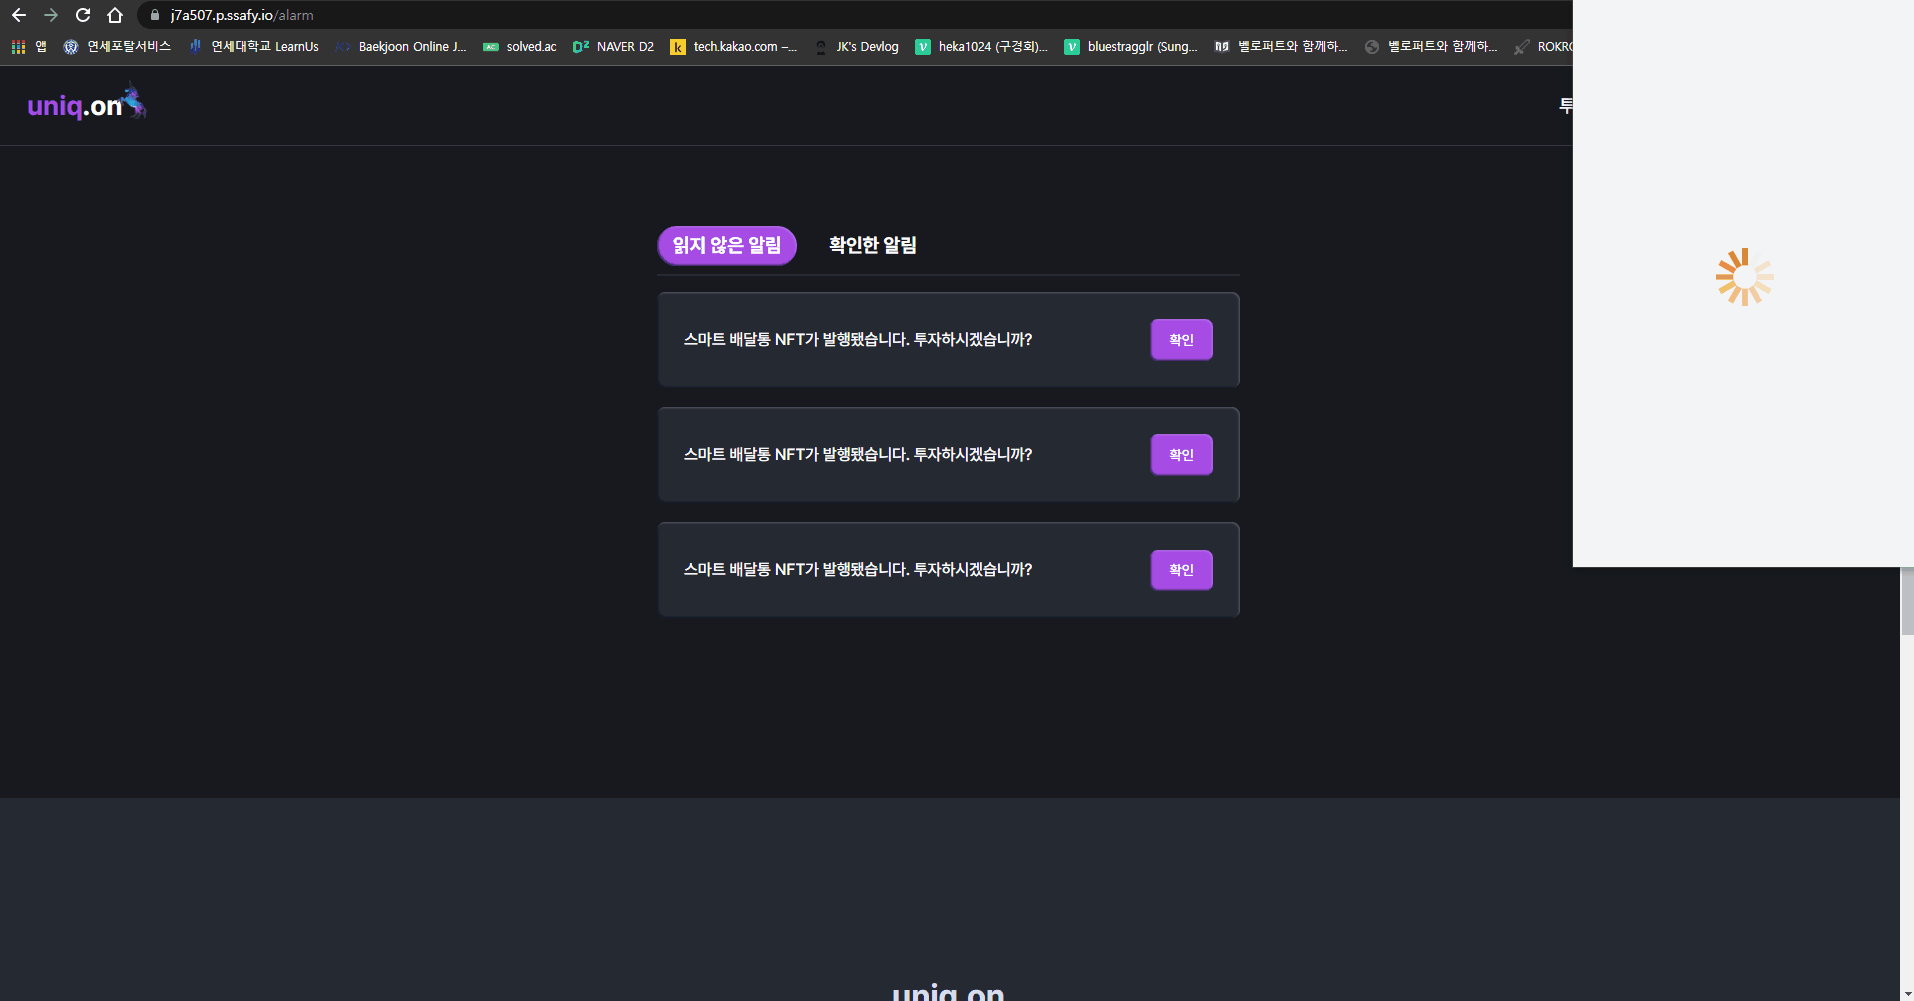 j7a507.p.ssafy.io/alarm
앱 연세포탈서비스 연세대학교 LearnUs Baekjoon Online J... solved.ac NAVER D2 tech.kakao.com –... JK's Devlog heka1024 (구경회)... bluestragglr (Sung... 벨로퍼트와 함께하... 벨로퍼트와 함께하...
uniq.on
투
읽지 않은 알림 확인한 알림
스마트 배달통 NFT가 발행됐습니다. 투자하시겠습니까? 확인
스마트 배달통 NFT가 발행됐습니다. 투자하시겠습니까? 확인
스마트 배달통 NFT가 발행됐습니다. 투자하시겠습니까? 확인
uniq.on